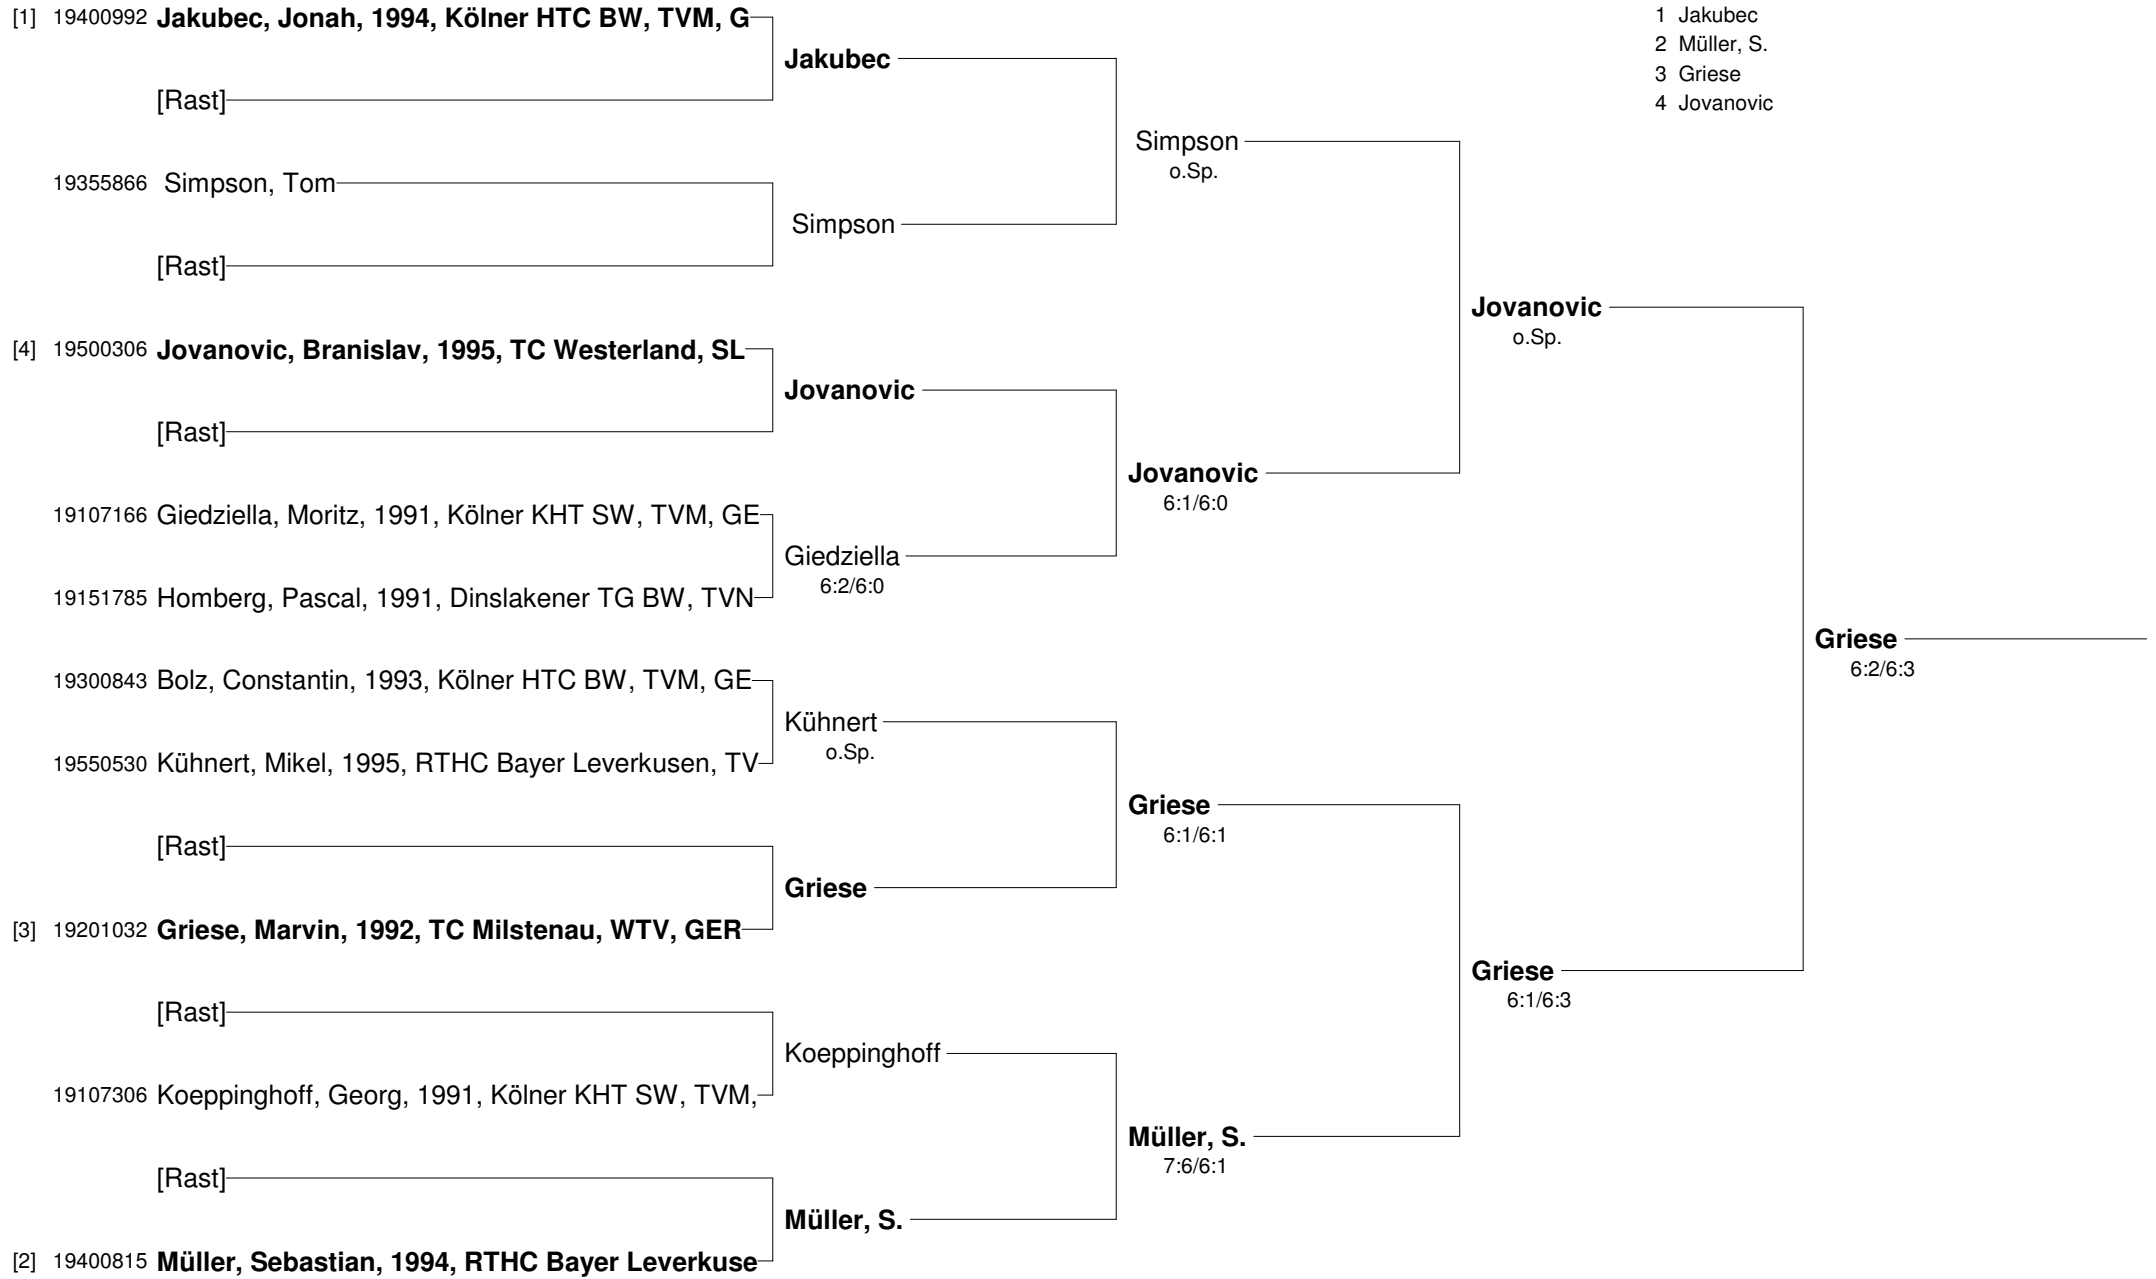 [1] 19400992 Jakubec, Jonah, 1994, Kölner HTC BW, TVM, G
[Rast]
19355866 Simpson, Tom
[Rast]
[4] 19500306 Jovanovic, Branislav, 1995, TC Westerland, SL
[Rast]
19107166 Giedziella, Moritz, 1991, Kölner KHT SW, TVM, GE
19151785 Homberg, Pascal, 1991, Dinslakener TG BW, TVN
19300843 Bolz, Constantin, 1993, Kölner HTC BW, TVM, GE
19550530 Kühnert, Mikel, 1995, RTHC Bayer Leverkusen, TV
[Rast]
[3] 19201032 Griese, Marvin, 1992, TC Milstenau, WTV, GER
[Rast]
19107306 Koeppinghoff, Georg, 1991, Kölner KHT SW, TVM,
[Rast]
[2] 19400815 Müller, Sebastian, 1994, RTHC Bayer Leverkuse
Jakubec
Simpson
Jovanovic
Giedziella
6:2/6:0
Kühnert
o.Sp.
Griese
Koeppinghoff
Müller, S.
Simpson
o.Sp.
Jovanovic
6:1/6:0
Griese
6:1/6:1
Müller, S.
7:6/6:1
Jovanovic
o.Sp.
Griese
6:1/6:3
Griese
6:2/6:3
1 Jakubec
2 Müller, S.
3 Griese
4 Jovanovic